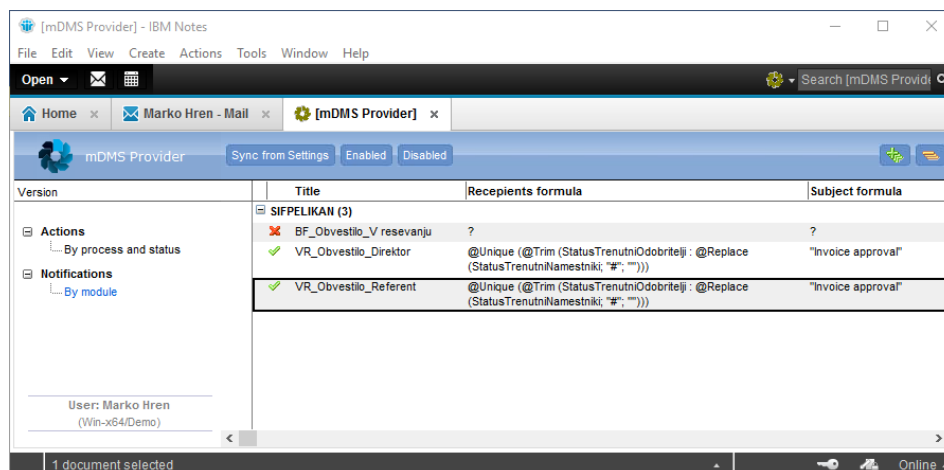 [mDMS Provider] - IBM Notes
File Edit View Create Actions Tools Window Help
Open
Search [mDMS Provide
Home
Marko Hren - Mail
[mDMS Provider]
mDMS Provider
Sync from Settings Enabled Disabled
Version
Title Recepients formula Subject formula
SIFPELIKAN (3)
BF_Obvestilo_V resevanju ? ?
Actions
By process and status
VR_Obvestilo_Direktor @Unique (@Trim (StatusTrenutniOdobritelji : @Replace "Invoice approval"
(StatusTrenutniNamestniki; "#"; "")))
Notifications
By module
VR_Obvestilo_Referent @Unique (@Trim (StatusTrenutniOdobritelji : @Replace "Invoice approval"
(StatusTrenutniNamestniki; "#"; "")))
User: Marko Hren
(Win-x64/Demo)
1 document selected
Online